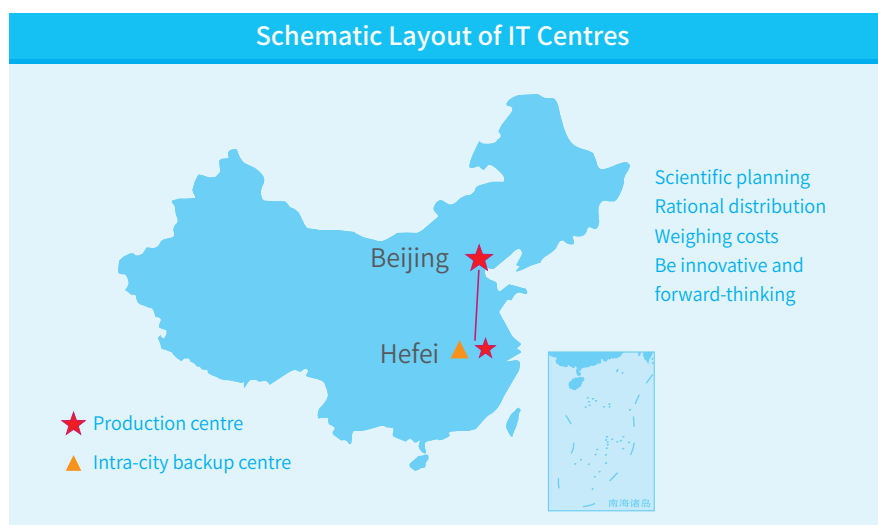 Schematic Layout of IT Centres
Scientific planning
Rational distribution
Weighing costs
Be innovative and
forward-thinking
Beijing
Hefei
Production centre
Intra-city backup centre
南海诸岛